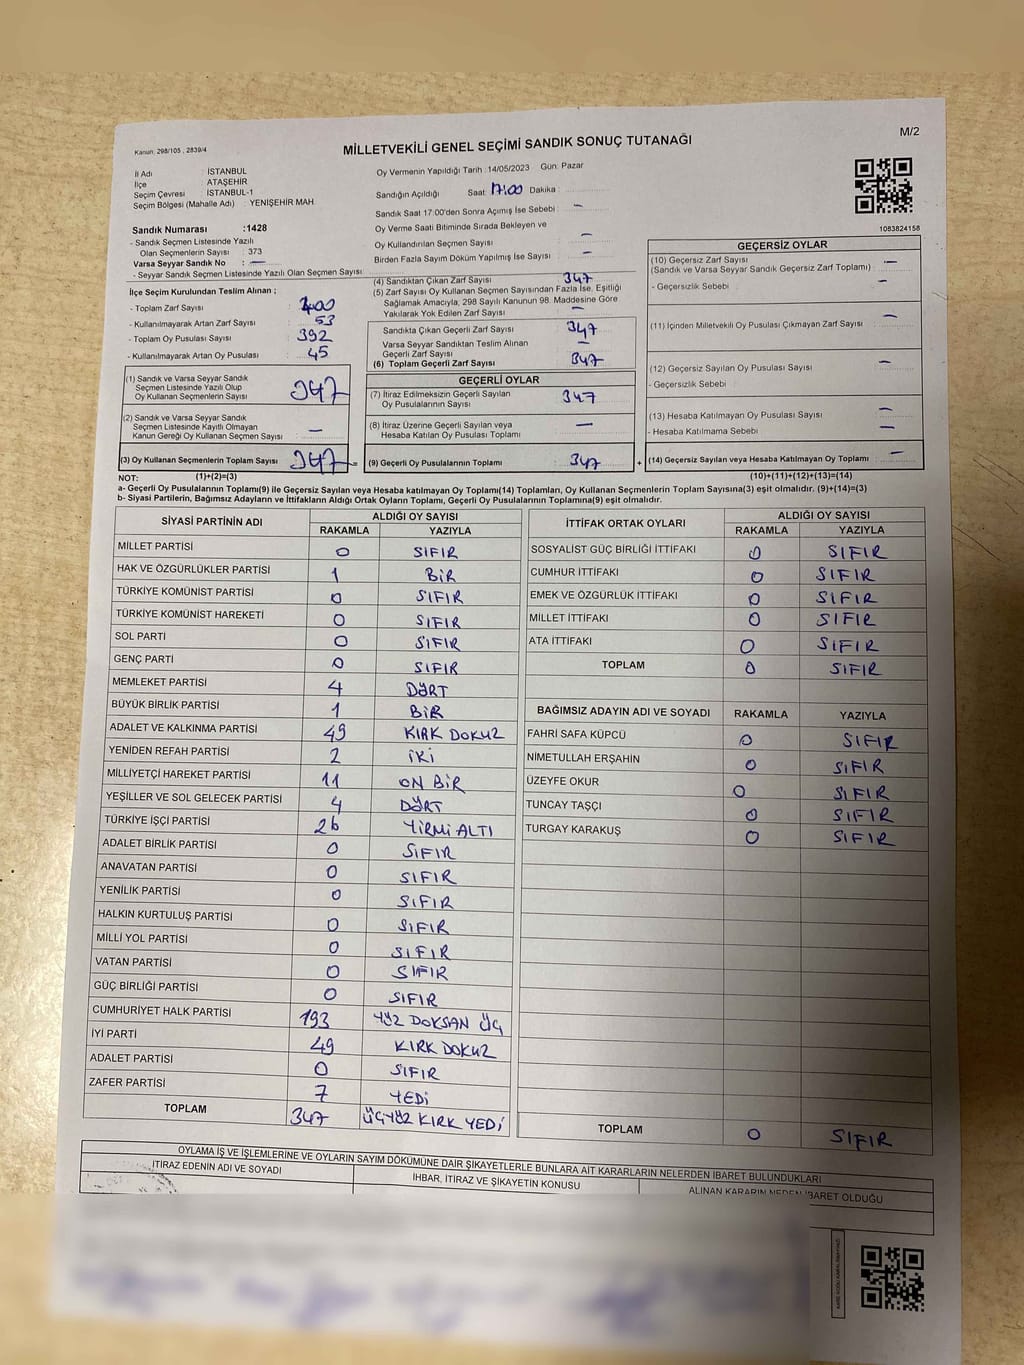 Kanun: 298/105 , 2839/4
MİLLETVEKİLİ GENEL SEÇİMİ SANDIK SONUÇ TUTANAĞI
M/2
İl Adı : İSTANBUL
İlçe : ATAŞEHİR
Seçim Çevresi : İSTANBUL-1
Seçim Bölgesi (Mahalle Adı) : YENİŞEHİR MAH.
Sandık Numarası :1428
- Sandık Seçmen Listesinde Yazılı
Olan Seçmenlerin Sayısı : 373
Varsa Seyyar Sandık No : —
- Seyyar Sandık Seçmen Listesinde Yazılı Olan Seçmen Sayısı :
Oy Vermenin Yapıldığı Tarih :14/05/2023 Gün: Pazar
Sandığın Açıldığı Saat: 17:00 Dakika :
Sandık Saat 17:00'den Sonra Açımış İse Sebebi : —
Oy Verme Saati Bitiminde Sırada Bekleyen ve
Oy Kullandırılan Seçmen Sayısı : —
Birden Fazla Sayım Döküm Yapılmış İse Sayısı : —
1083824158
İlçe Seçim Kurulundan Teslim Alınan ;
- Toplam Zarf Sayısı : 400
- Kullanılmayarak Artan Zarf Sayısı : 53
- Toplam Oy Pusulası Sayısı : 392
- Kullanılmayarak Artan Oy Pusulası : 45
(1) Sandık ve Varsa Seyyar Sandık
Seçmen Listesinde Yazılı Olup
Oy Kullanan Seçmenlerin Sayısı 347
(2) Sandık ve Varsa Seyyar Sandık
Seçmen Listesinde Kayıtlı Olmayan
Kanun Gereği Oy Kullanan Seçmen Sayısı —
(3) Oy Kullanan Seçmenlerin Toplam Sayısı 347
(1)+(2)=(3)
(4) Sandıktan Çıkan Zarf Sayısı : 347
(5) Zarf Sayısı Oy Kullanan Seçmen Sayısından Fazla İse, Eşitliği
Sağlamak Amacıyla, 298 Sayılı Kanunun 98. Maddesine Göre
Yakılarak Yok Edilen Zarf Sayısı : —
Sandıkta Çıkan Geçerli Zarf Sayısı : 347
Varsa Seyyar Sandıktan Teslim Alınan
Geçerli Zarf Sayısı : —
(6) Toplam Geçerli Zarf Sayısı : 347
GEÇERLİ OYLAR
(7) İtiraz Edilmeksizin Geçerli Sayılan
Oy Pusulalarının Sayısı : 347
(8) İtiraz Üzerine Geçerli Sayılan veya
Hesaba Katılan Oy Pusulası Toplamı : —
= (9) Geçerli Oy Pusulalarının Toplamı : 347
GEÇERSİZ OYLAR
(10) Geçersiz Zarf Sayısı
(Sandık ve Varsa Seyyar Sandık Geçersiz Zarf Toplamı) : —
- Geçersizlik Sebebi : —
(11) İçinden Milletvekili Oy Pusulası Çıkmayan Zarf Sayısı : —
(12) Geçersiz Sayılan Oy Pusulası Sayısı : —
- Geçersizlik Sebebi :
(13) Hesaba Katılmayan Oy Pusulası Sayısı : —
- Hesaba Katılmama Sebebi : —
+ (14) Geçersiz Sayılan veya Hesaba Katılmayan Oy Toplamı : —
(10)+(11)+(12)+(13)=(14)
NOT:
a- Geçerli Oy Pusulalarının Toplamı(9) ile Geçersiz Sayılan veya Hesaba katılmayan Oy Toplamı(14) Toplamları, Oy Kullanan Seçmenlerin Toplam Sayısına(3) eşit olmalıdır. (9)+(14)=(3)
b- Siyasi Partilerin, Bağımsız Adayların ve İttifakların Aldığı Ortak Oyların Toplamı, Geçerli Oy Pusulalarının Toplamına(9) eşit olmalıdır.
SİYASİ PARTİNİN ADI ALDIĞI OY SAYISI
RAKAMLA YAZIYLA
MİLLET PARTİSİ 0 SIFIR
HAK VE ÖZGÜRLÜKLER PARTİSİ 1 BİR
TÜRKİYE KOMÜNİST PARTİSİ 0 SIFIR
TÜRKİYE KOMÜNİST HAREKETİ 0 SIFIR
SOL PARTİ 0 SIFIR
GENÇ PARTİ 0 SIFIR
MEMLEKET PARTİSİ 4 DÖRT
BÜYÜK BİRLİK PARTİSİ 1 BİR
ADALET VE KALKINMA PARTİSİ 49 KIRK DOKUZ
YENİDEN REFAH PARTİSİ 2 İKİ
MİLLİYETÇİ HAREKET PARTİSİ 11 ON BİR
YEŞİLLER VE SOL GELECEK PARTİSİ 4 DÖRT
TÜRKİYE İŞÇİ PARTİSİ 26 YİRMİ ALTI
ADALET BİRLİK PARTİSİ 0 SIFIR
ANAVATAN PARTİSİ 0 SIFIR
YENİLİK PARTİSİ 0 SIFIR
HALKIN KURTULUŞ PARTİSİ 0 SIFIR
MİLLİ YOL PARTİSİ 0 SIFIR
VATAN PARTİSİ 0 SIFIR
GÜÇ BİRLİĞİ PARTİSİ 0 SIFIR
CUMHURİYET HALK PARTİSİ 193 YÜZ DOKSAN ÜÇ
İYİ PARTİ 49 KIRK DOKUZ
ADALET PARTİSİ 0 SIFIR
ZAFER PARTİSİ 7 YEDİ
TOPLAM 347 ÜÇYÜZ KIRK YEDİ
İTTİFAK ORTAK OYLARI ALDIĞI OY SAYISI
RAKAMLA YAZIYLA
SOSYALİST GÜÇ BİRLİĞİ İTTİFAKI 0 SIFIR
CUMHUR İTTİFAKI 0 SIFIR
EMEK VE ÖZGÜRLÜK İTTİFAKI 0 SIFIR
MİLLET İTTİFAKI 0 SIFIR
ATA İTTİFAKI 0 SIFIR
TOPLAM 0 SIFIR
BAĞIMSIZ ADAYIN ADI VE SOYADI RAKAMLA YAZIYLA
FAHRİ SAFA KÜPCÜ 0 SIFIR
NİMETULLAH ERŞAHİN 0 SIFIR
ÜZEYFE OKUR 0 SIFIR
TUNCAY TAŞÇI 0 SIFIR
TURGAY KARAKUŞ 0 SIFIR
TOPLAM 0 SIFIR
OYLAMA İŞ VE İŞLEMLERİNE VE OYLARIN SAYIM DÖKÜMÜNE DAİR ŞİKAYETLERLE BUNLARA AİT KARARLARIN NELERDEN İBARET BULUNDUKLARI
İTİRAZ EDENİN ADI VE SOYADI İHBAR, İTİRAZ VE ŞİKAYETİN KONUSU ALINAN KARARIN NEDEN İBARET OLDUĞU